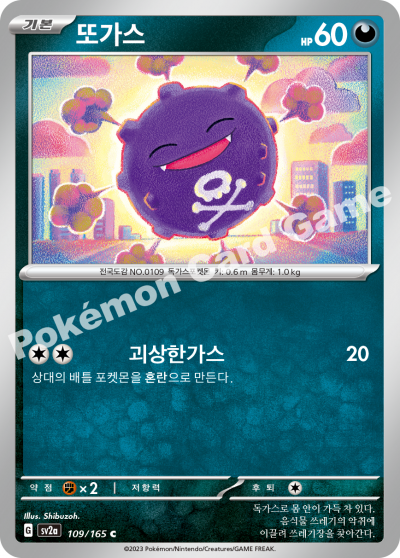 기본 또가스 HP 60
전국도감 NO.0109 독가스포켓몬 키: 0.6 m 몸무게: 1.0 kg
Pokémon Card Game
괴상한가스 20
상대의 배틀 포켓몬을 혼란으로 만든다.
약점 ×2 저항력 후퇴
Illus. Shibuzoh.
G sv2a 109/165 C
독가스로 몸 안이 가득 차 있다.
음식물 쓰레기의 악취에
이끌려 쓰레기장을 찾아간다.
©2023 Pokémon/Nintendo/Creatures/GAME FREAK.